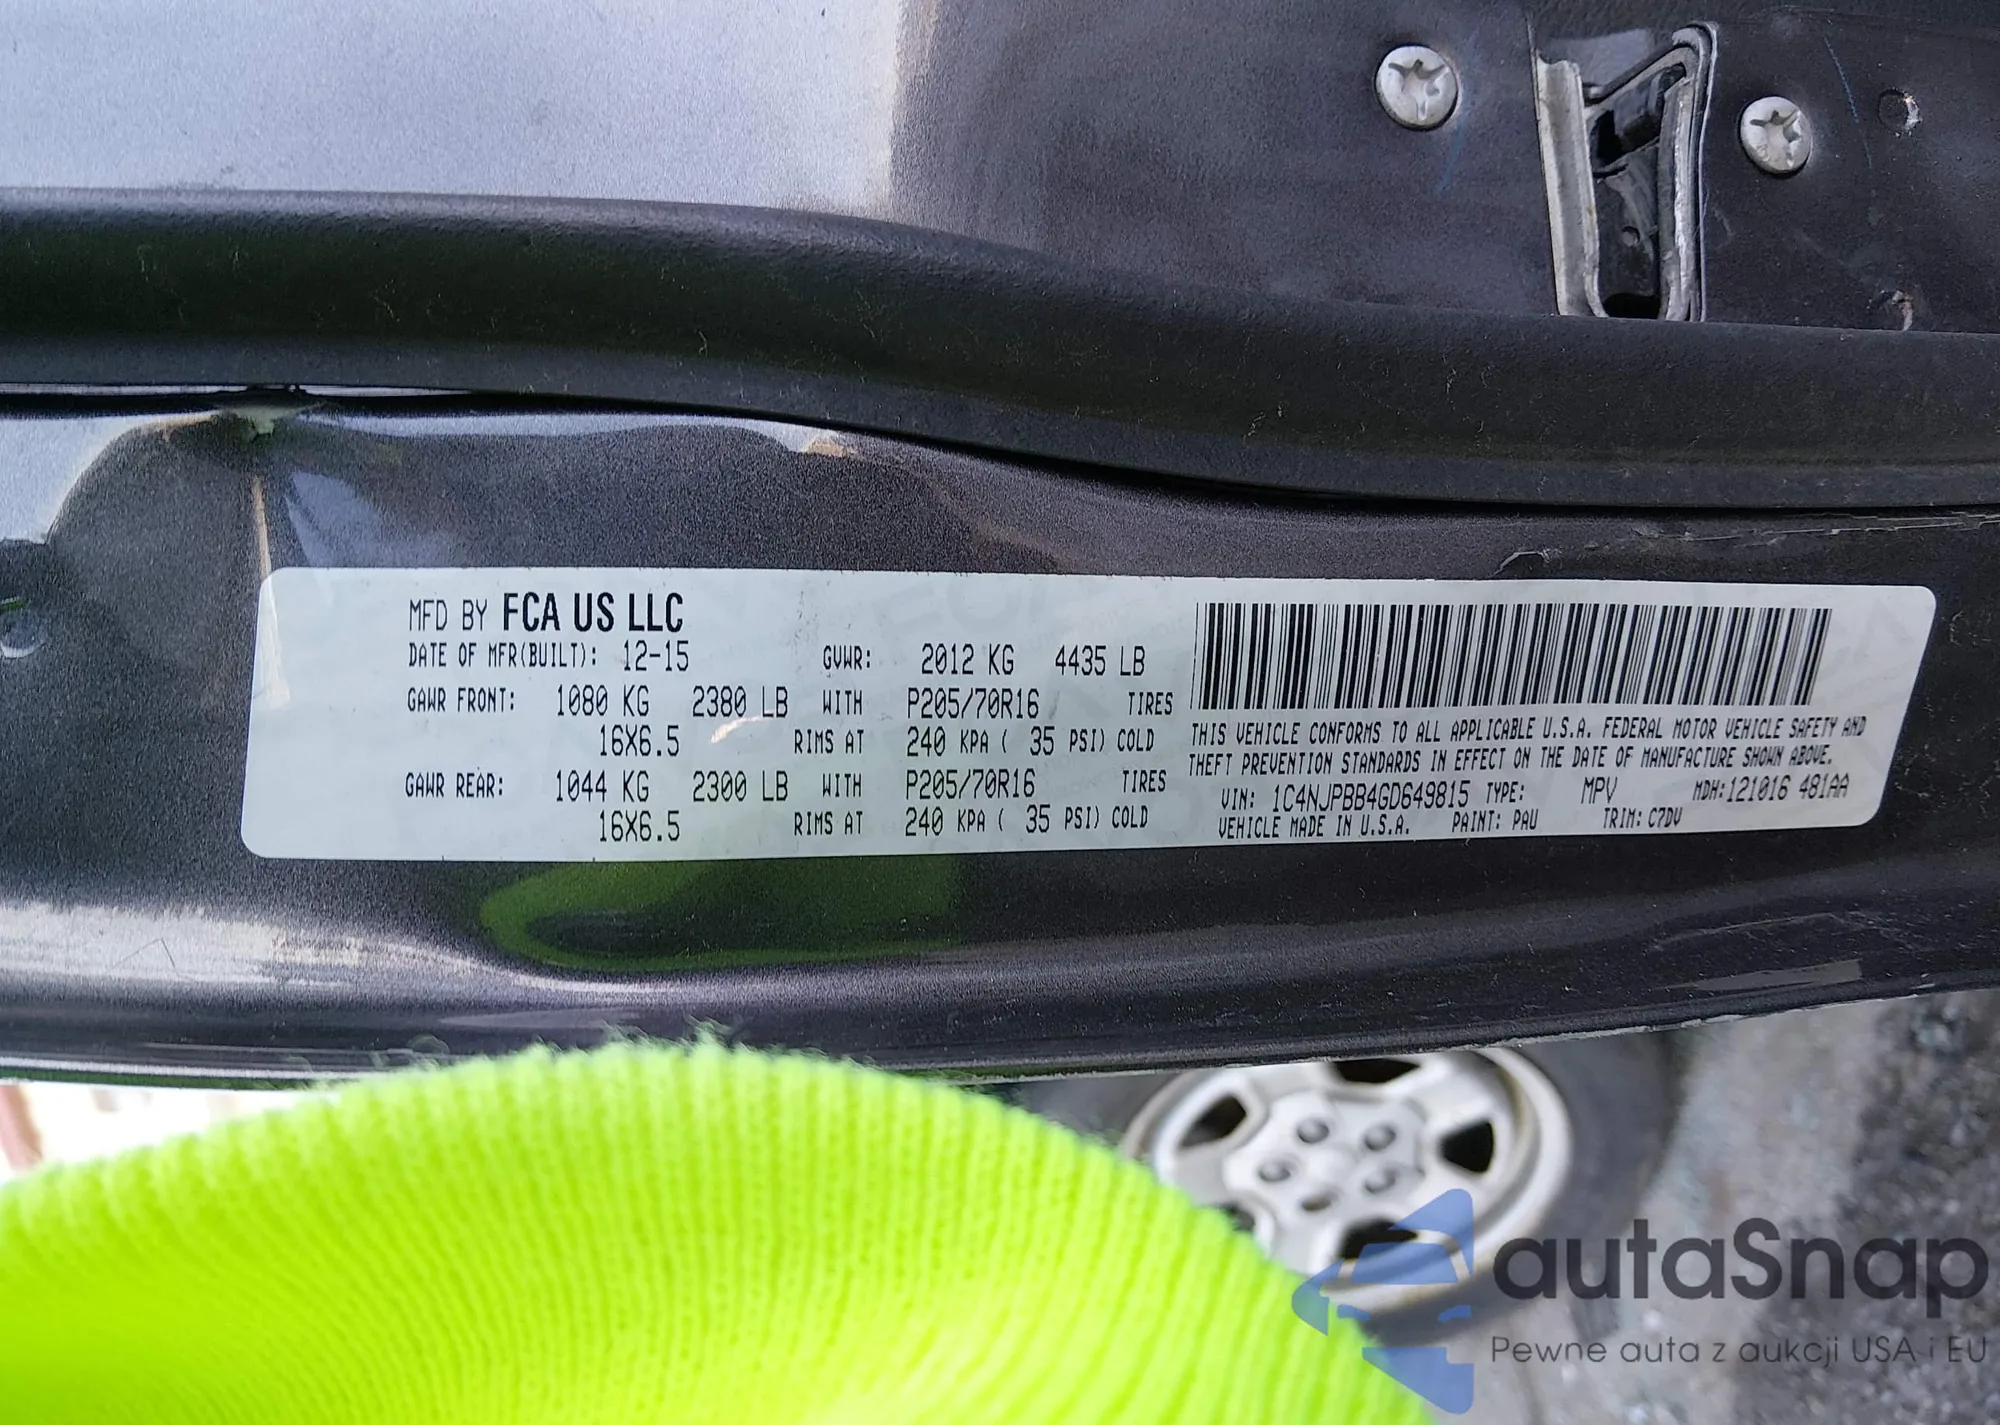 MFD BY FCA US LLC
DATE OF MFR(BUILT): 12-15 GVWR: 2012 KG 4435 LB
GAWR FRONT: 1080 KG 2380 LB WITH P205/70R16 TIRES
16X6.5 RIMS AT 240 KPA ( 35 PSI) COLD
GAWR REAR: 1044 KG 2300 LB WITH P205/70R16 TIRES
16X6.5 RIMS AT 240 KPA ( 35 PSI) COLD
THIS VEHICLE CONFORMS TO ALL APPLICABLE U.S.A. FEDERAL MOTOR VEHICLE SAFETY AND
THEFT PREVENTION STANDARDS IN EFFECT ON THE DATE OF MANUFACTURE SHOWN ABOVE.
VIN: 1C4NJPBB4GD649815 TYPE: MPV MDH:121016 481AA
VEHICLE MADE IN U.S.A. PAINT: PAU TRIM: C7DV
autaSnap
Pewne auta z aukcji USA i EU